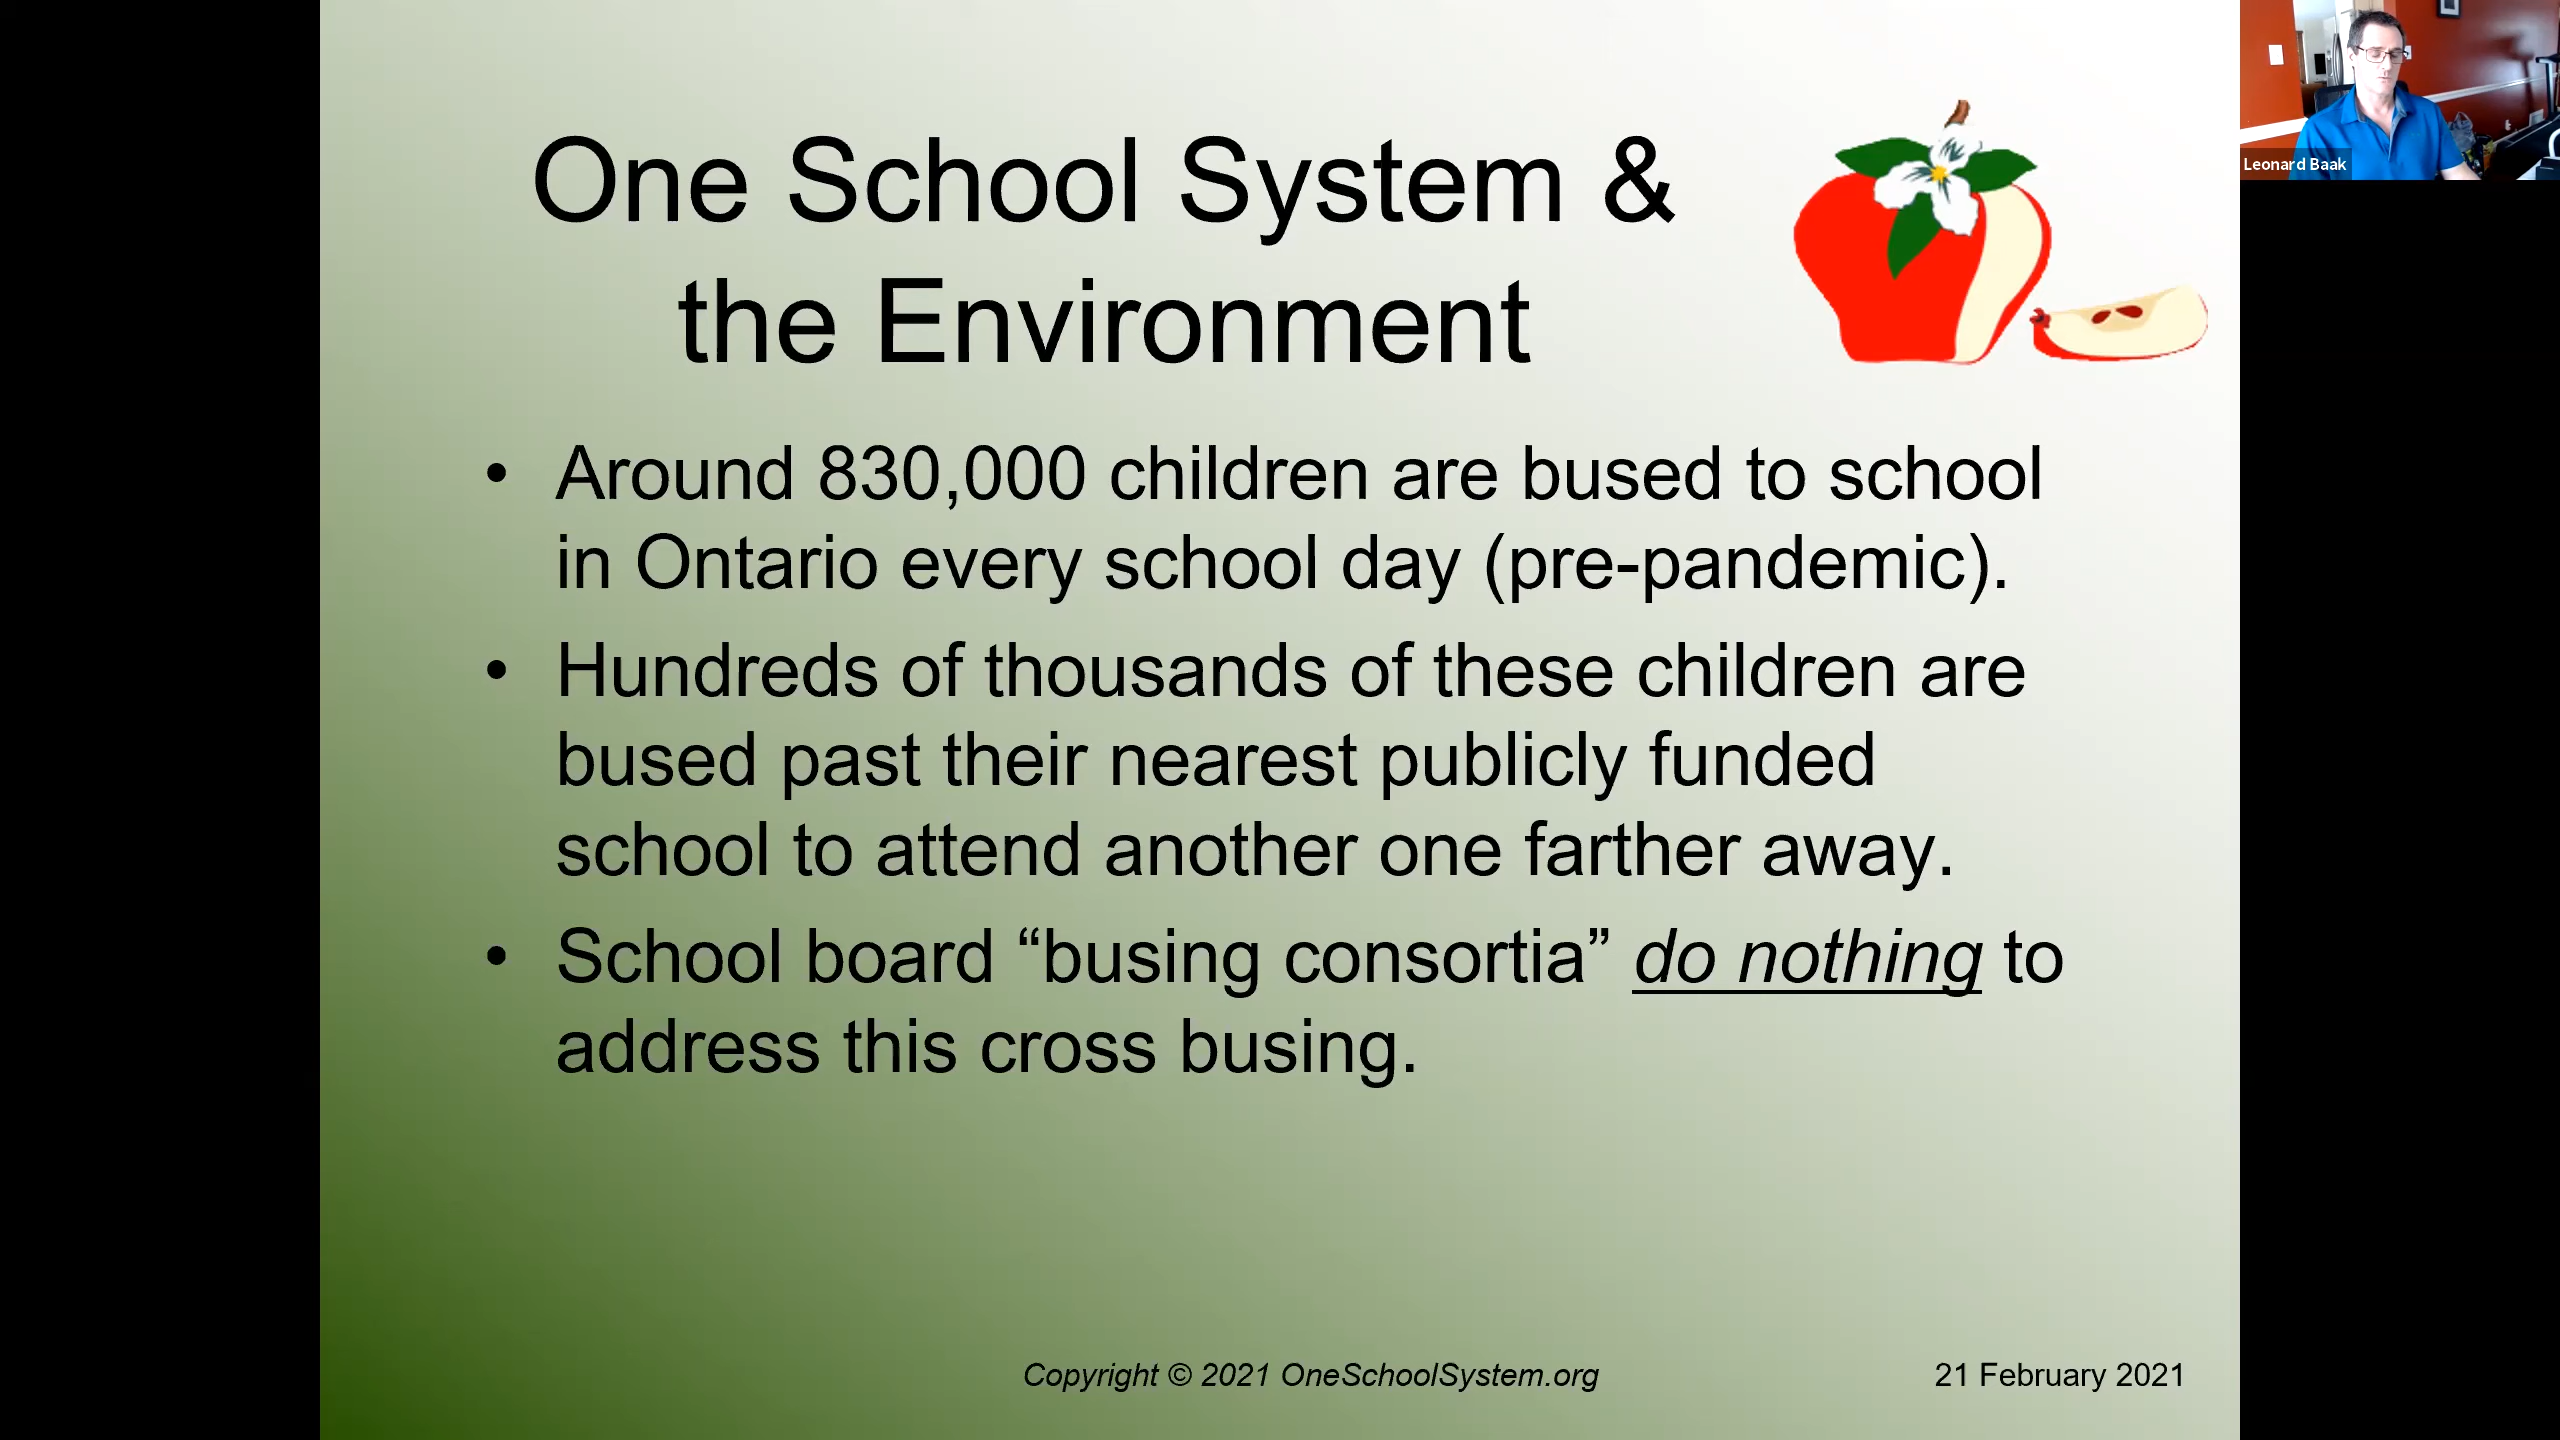 One School System &
the Environment
Leonard Baak
• Around 830,000 children are bused to school
in Ontario every school day (pre-pandemic).
• Hundreds of thousands of these children are
bused past their nearest publicly funded
school to attend another one farther away.
• School board “busing consortia” do nothing to
address this cross busing.
Copyright © 2021 OneSchoolSystem.org
21 February 2021